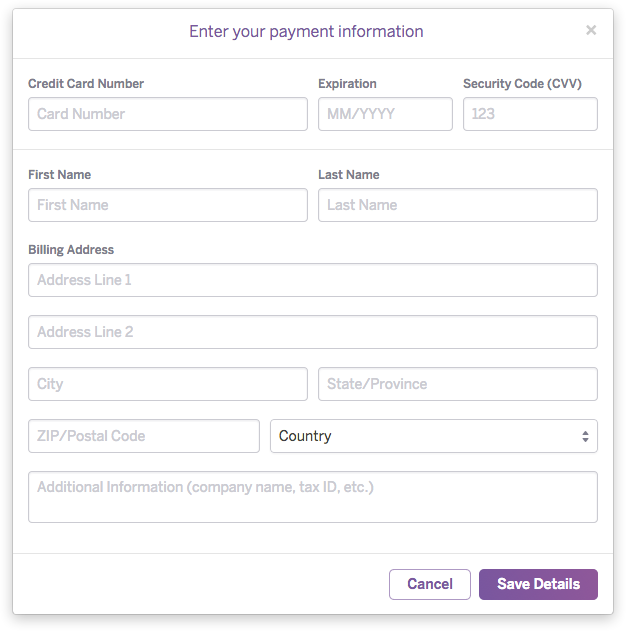 Enter your payment information ×
Credit Card Number Expiration Security Code (CVV)
Card Number MM/YYYY 123
First Name Last Name
First Name Last Name
Billing Address
Address Line 1
Address Line 2
City State/Province
ZIP/Postal Code Country
Additional Information (company name, tax ID, etc.)
Cancel Save Details